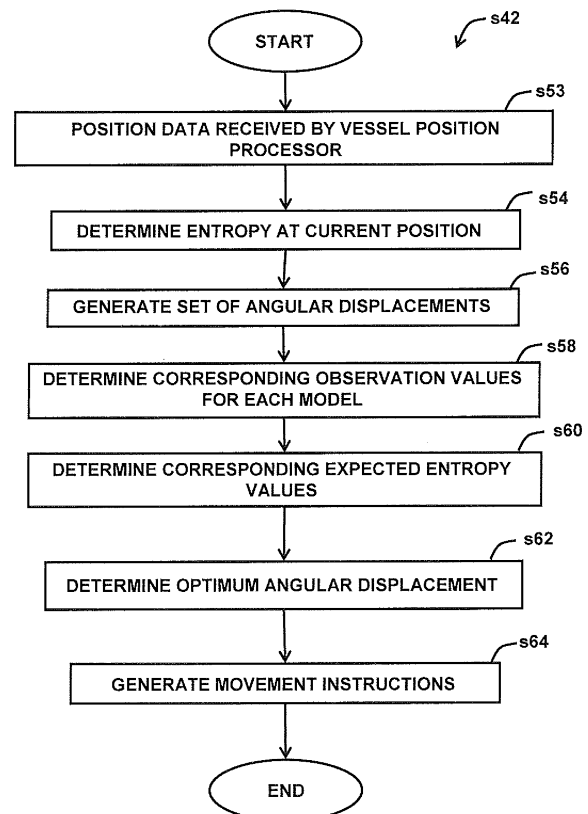 s42
START
s53
POSITION DATA RECEIVED BY VESSEL POSITION
PROCESSOR
s54
DETERMINE ENTROPY AT CURRENT POSITION
s56
GENERATE SET OF ANGULAR DISPLACEMENTS
s58
DETERMINE CORRESPONDING OBSERVATION VALUES
FOR EACH MODEL
s60
DETERMINE CORRESPONDING EXPECTED ENTROPY
VALUES
s62
DETERMINE OPTIMUM ANGULAR DISPLACEMENT
s64
GENERATE MOVEMENT INSTRUCTIONS
END